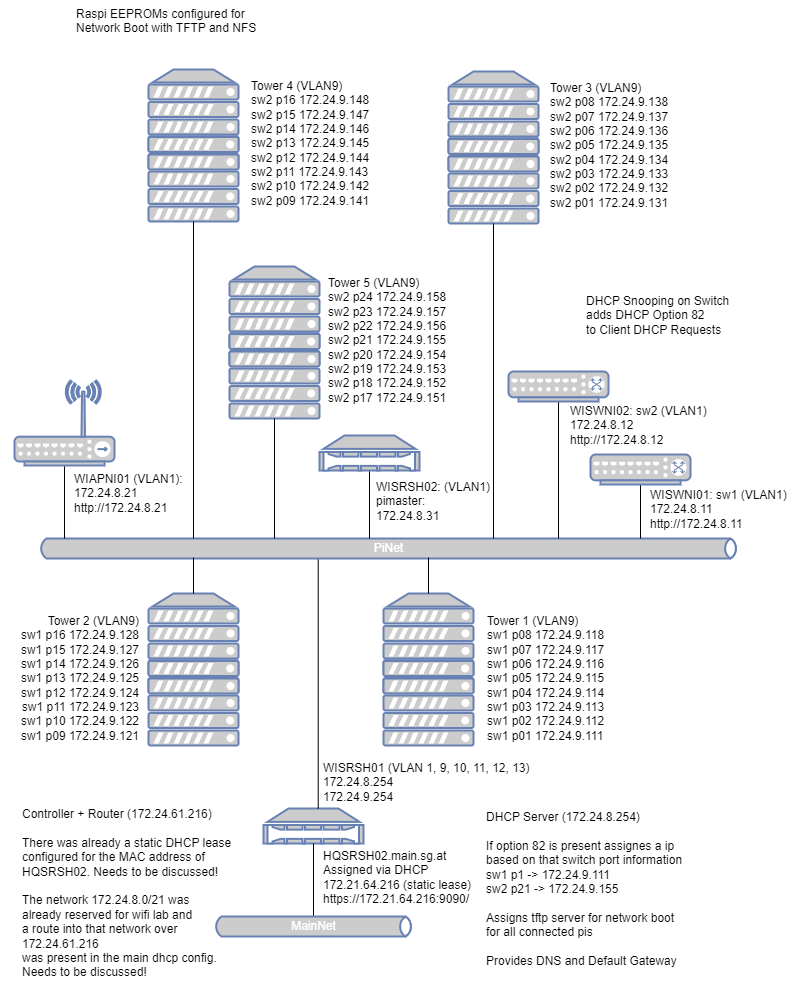 Raspi EEPROMs configured for
Network Boot with TFTP and NFS
Tower 4 (VLAN9)
sw2 p16 172.24.9.148
sw2 p15 172.24.9.147
sw2 p14 172.24.9.146
sw2 p13 172.24.9.145
sw2 p12 172.24.9.144
sw2 p11 172.24.9.143
sw2 p10 172.24.9.142
sw2 p09 172.24.9.141
Tower 3 (VLAN9)
sw2 p08 172.24.9.138
sw2 p07 172.24.9.137
sw2 p06 172.24.9.136
sw2 p05 172.24.9.135
sw2 p04 172.24.9.134
sw2 p03 172.24.9.133
sw2 p02 172.24.9.132
sw2 p01 172.24.9.131
Tower 5 (VLAN9)
sw2 p24 172.24.9.158
sw2 p23 172.24.9.157
sw2 p22 172.24.9.156
sw2 p21 172.24.9.155
sw2 p20 172.24.9.154
sw2 p19 172.24.9.153
sw2 p18 172.24.9.152
sw2 p17 172.24.9.151
DHCP Snooping on Switch
adds DHCP Option 82
to Client DHCP Requests
WISWNI02: sw2 (VLAN1)
172.24.8.12
http://172.24.8.12
WIAPNI01 (VLAN1):
172.24.8.21
http://172.24.8.21
WISRSH02: (VLAN1)
pimaster:
172.24.8.31
WISWNI01: sw1 (VLAN1)
172.24.8.11
http://172.24.8.11
PiNet
Tower 2 (VLAN9)
sw1 p16 172.24.9.128
sw1 p15 172.24.9.127
sw1 p14 172.24.9.126
sw1 p13 172.24.9.125
sw1 p12 172.24.9.124
sw1 p11 172.24.9.123
sw1 p10 172.24.9.122
sw1 p09 172.24.9.121
Tower 1 (VLAN9)
sw1 p08 172.24.9.118
sw1 p07 172.24.9.117
sw1 p06 172.24.9.116
sw1 p05 172.24.9.115
sw1 p04 172.24.9.114
sw1 p03 172.24.9.113
sw1 p02 172.24.9.112
sw1 p01 172.24.9.111
WISRSH01 (VLAN 1, 9, 10, 11, 12, 13)
172.24.8.254
172.24.9.254
Controller + Router (172.24.61.216)
There was already a static DHCP lease
configured for the MAC address of
HQSRSH02. Needs to be discussed!
The network 172.24.8.0/21 was
already reserved for wifi lab and
a route into that network over
172.24.61.216
was present in the main dhcp config.
Needs to be discussed!
HQSRSH02.main.sg.at
Assigned via DHCP
172.21.64.216 (static lease)
https://172.21.64.216:9090/
MainNet
DHCP Server (172.24.8.254)
If option 82 is present assignes a ip
based on that switch port information
sw1 p1 -> 172.24.9.111
sw2 p21 -> 172.24.9.155
Assigns tftp server for network boot
for all connected pis
Provides DNS and Default Gateway